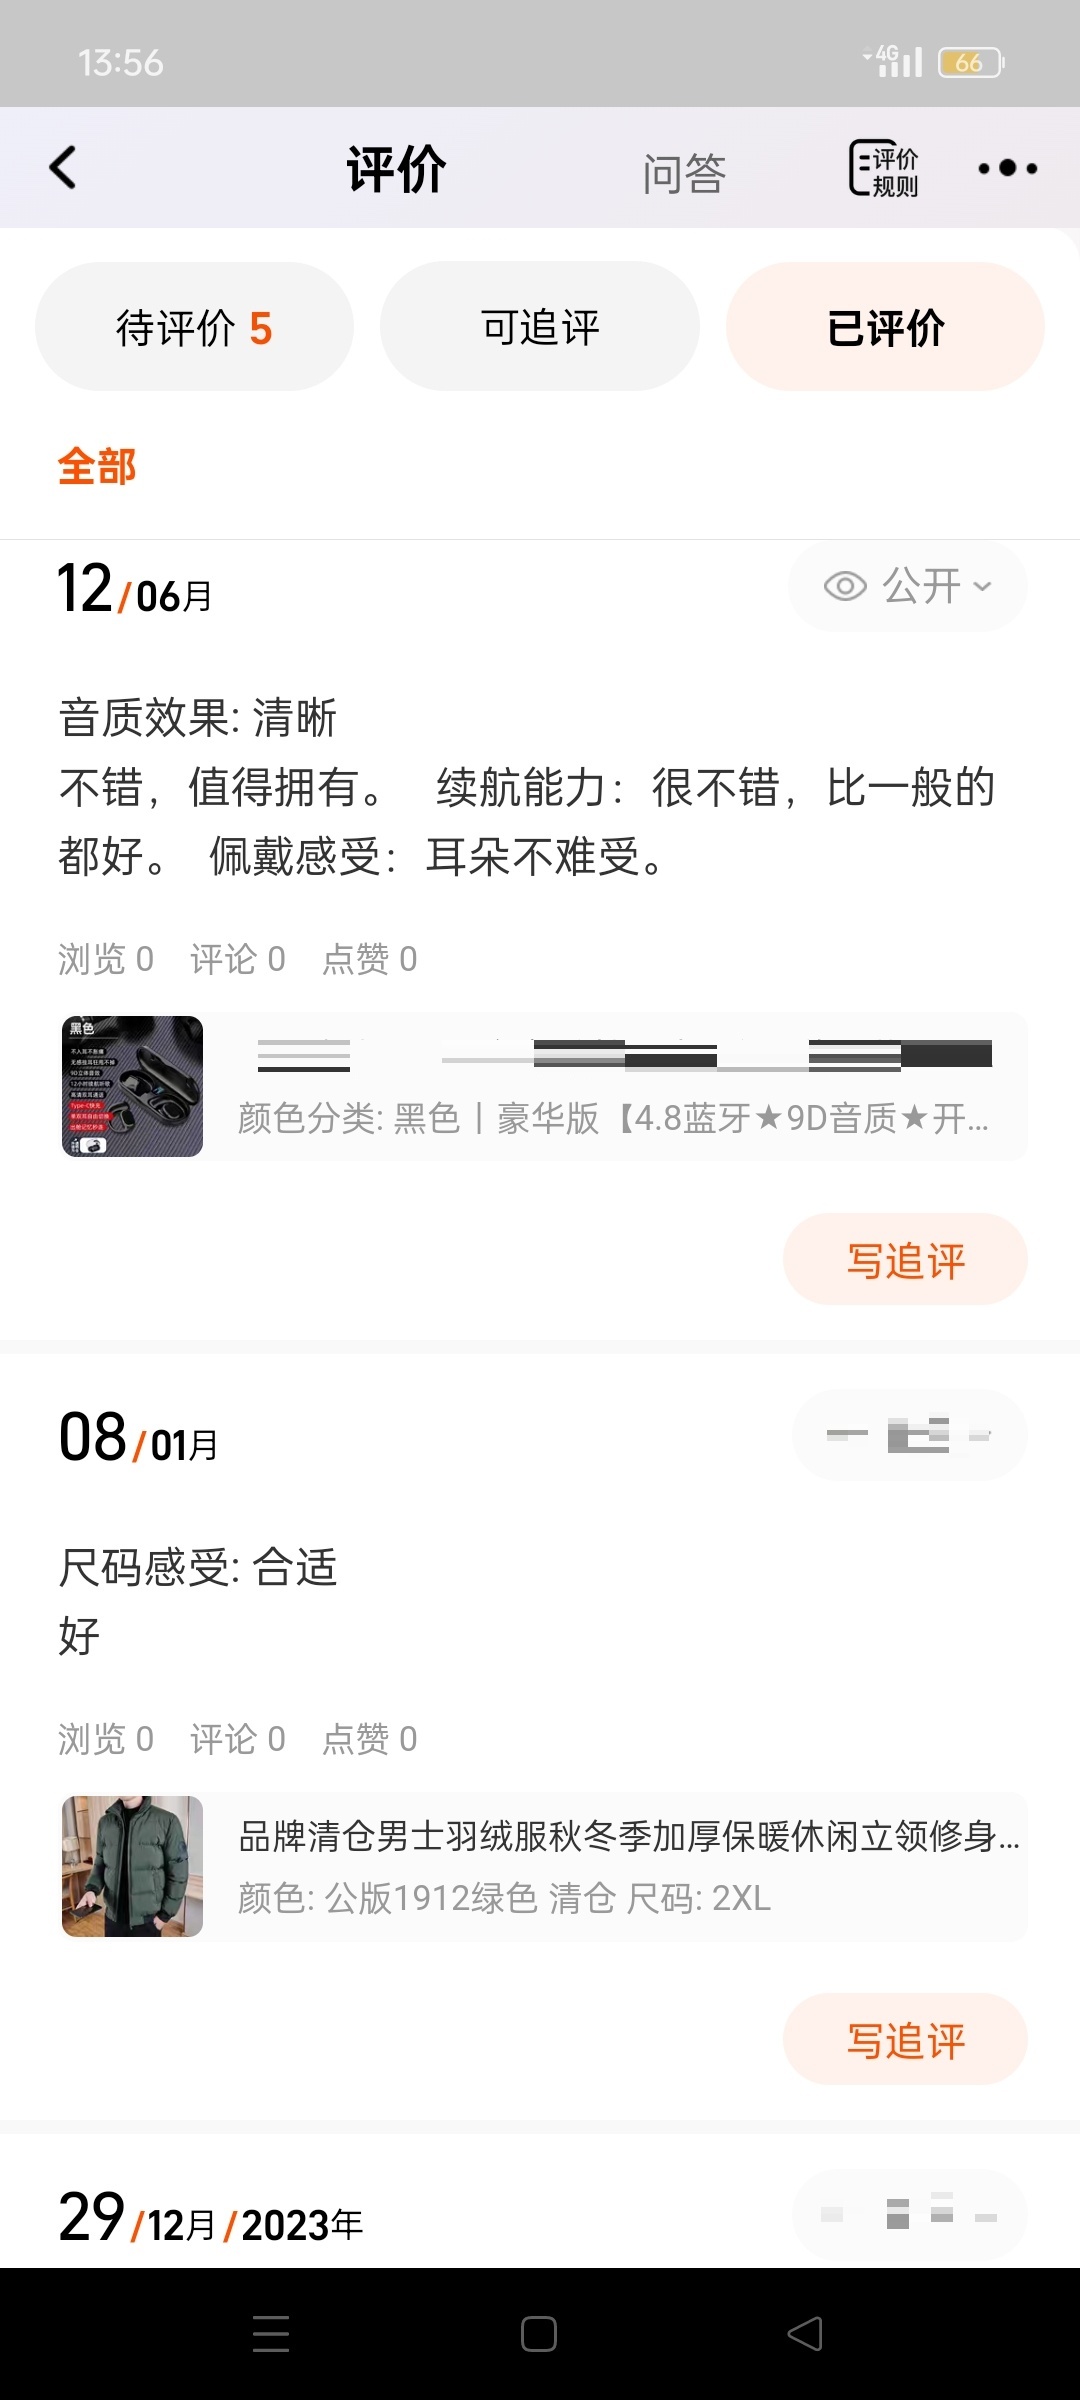 13:56
4G
66
评价
问答
评价
规则
待评价 5
可追评
已评价
全部
12/06月
公开
音质效果: 清晰
不错，值得拥有。 续航能力：很不错，比一般的
都好。 佩戴感受：耳朵不难受。
浏览 0 评论 0 点赞 0
黑色
颜色分类: 黑色丨豪华版【4.8蓝牙★9D音质★开...
写追评
08/01月
尺码感受: 合适
好
浏览 0 评论 0 点赞 0
品牌清仓男士羽绒服秋冬季加厚保暖休闲立领修身...
颜色: 公版1912绿色 清仓 尺码: 2XL
写追评
29/12月/2023年